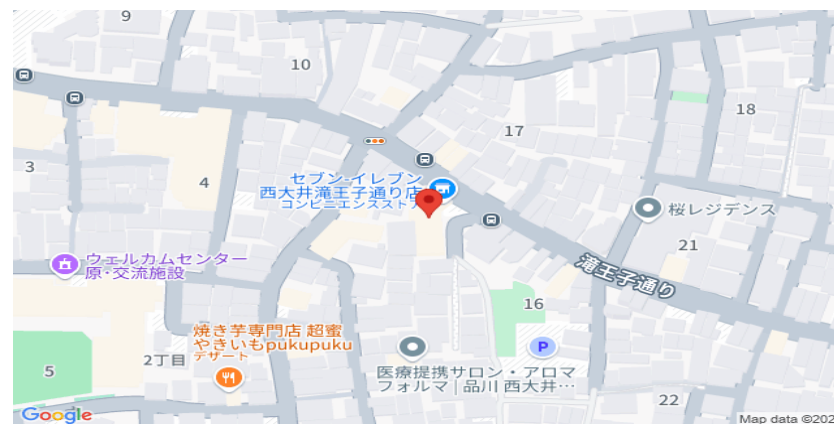 9
10
18
17
3
セブン-イレブン
西大井滝王子通り店
コンビニエンスストア
4
桜レジデンス
21
ウェルカムセンター
原・交流施設
滝王子通り
16
焼き芋専門店 超蜜
やきいもpukupuku
デザート
P
2丁目
5
医療提携サロン・アロマ
フォルマ | 品川 西大井…
22
Google
Map data ©202